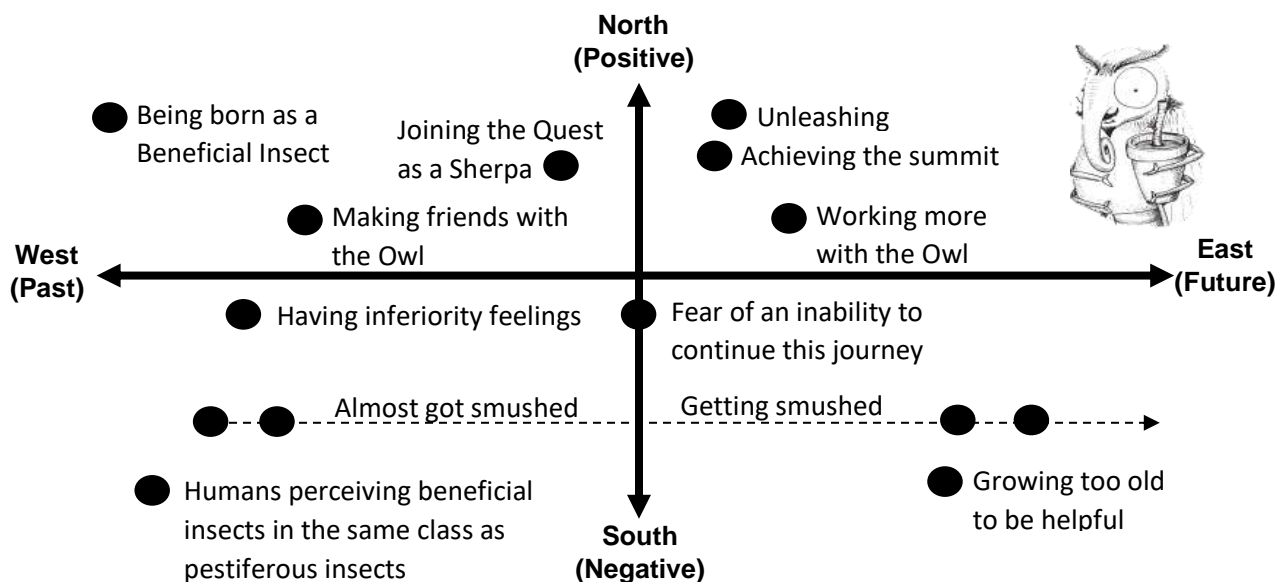 North
(Positive)
Being born as a
Beneficial Insect
Joining the Quest
as a Sherpa
Unleashing
Achieving the summit
Making friends with
the Owl
Working more
with the Owl
West
(Past)
East
(Future)
Having inferiority feelings
Fear of an inability to
continue this journey
Almost got smushed
Getting smushed
Humans perceiving beneficial
insects in the same class as
pestiferous insects
Growing too old
to be helpful
South
(Negative)